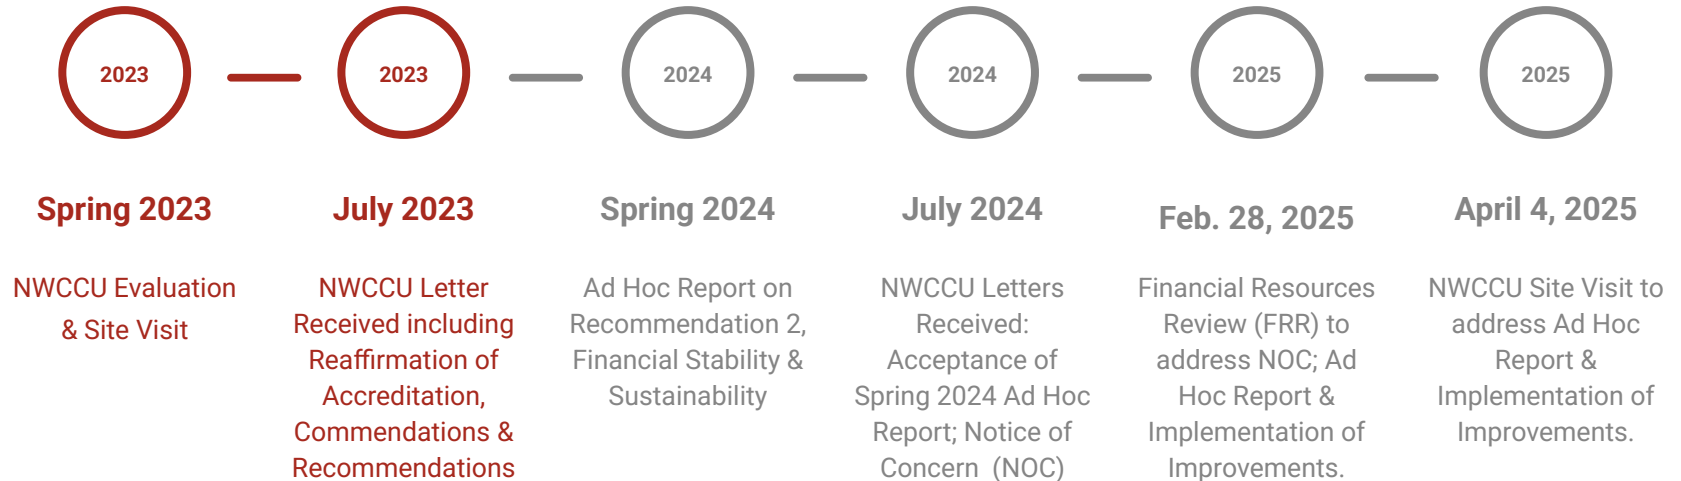 2023
2023
2024
2024
2025
2025
Spring 2023
NWCCU Evaluation
& Site Visit
July 2023
NWCCU Letter
Received including
Reaffirmation of
Accreditation,
Commendations &
Recommendations
Spring 2024
Ad Hoc Report on
Recommendation 2,
Financial Stability &
Sustainability
July 2024
NWCCU Letters
Received:
Acceptance of
Spring 2024 Ad Hoc
Report; Notice of
Concern (NOC)
Feb. 28, 2025
Financial Resources
Review (FRR) to
address NOC; Ad
Hoc Report &
Implementation of
Improvements.
April 4, 2025
NWCCU Site Visit to
address Ad Hoc
Report &
Implementation of
Improvements.